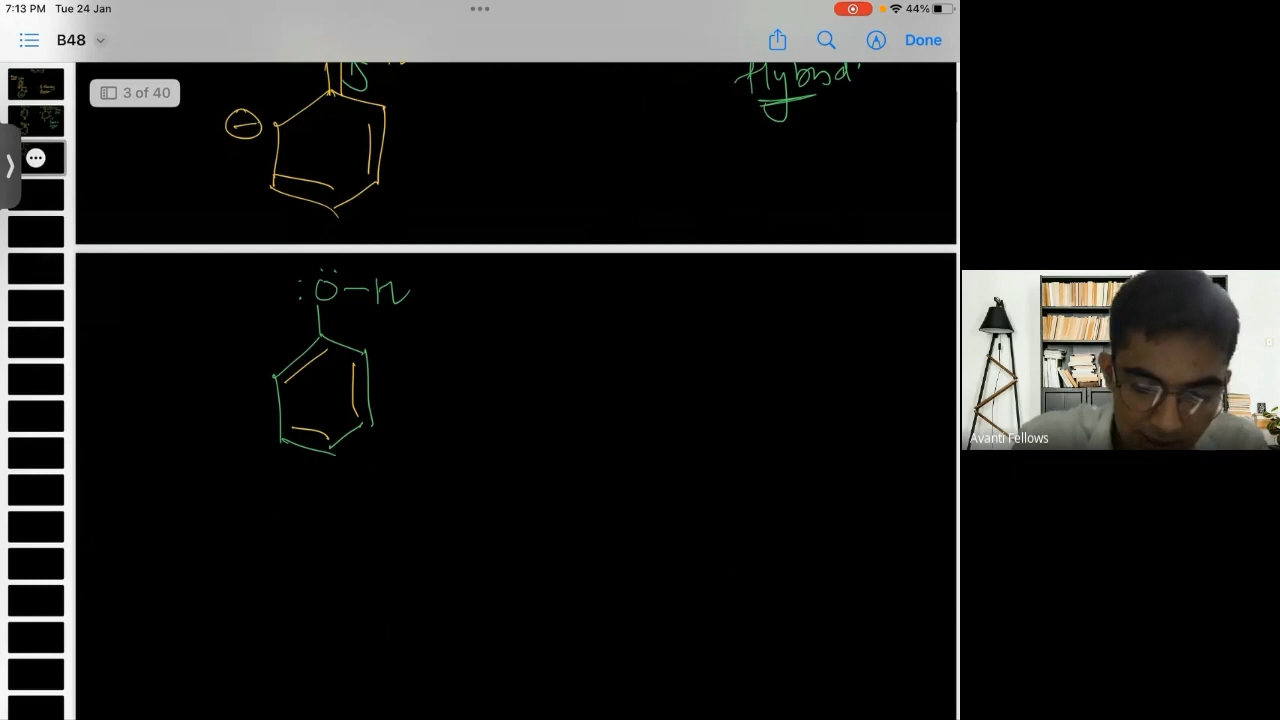 7:13 PM Tue 24 Jan
44%
B48
Done
3 of 40
Hybrid
:Ö-H
Avanti Fellows